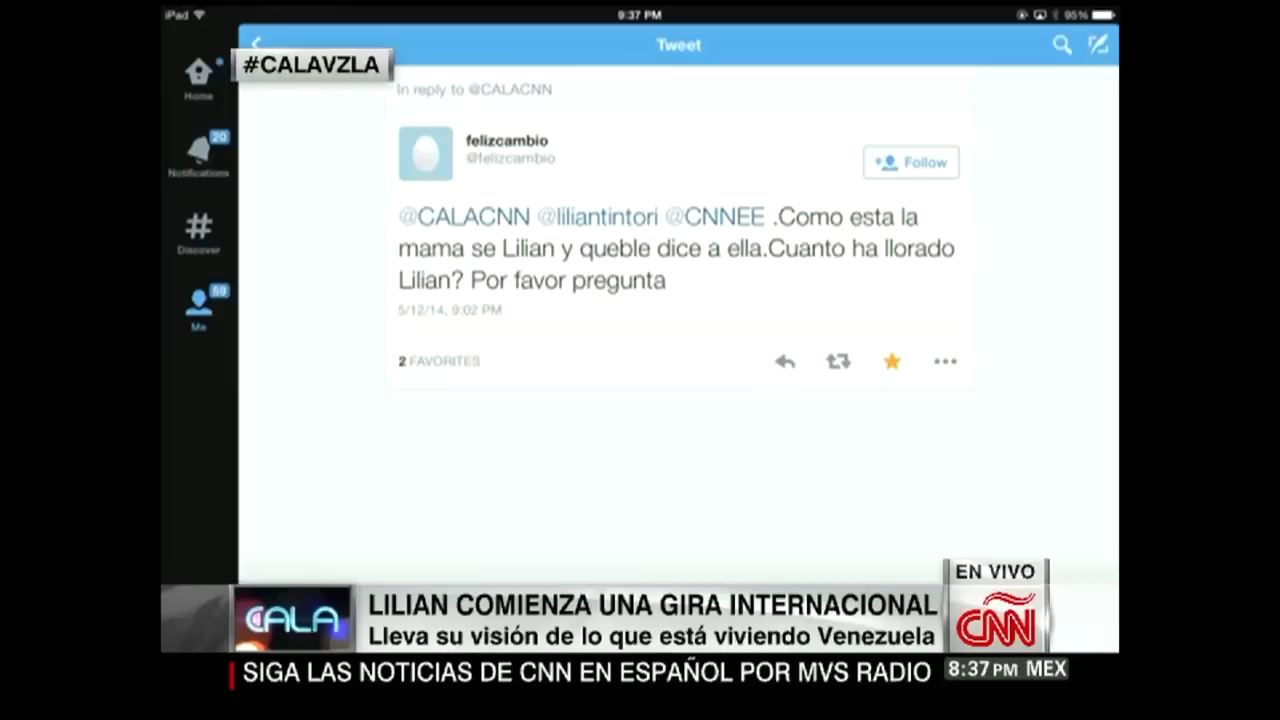 iPad
9:37 PM
95%
Tweet
#CALAVZLA
Home
20
Notifications
Discover
59
Me
In reply to @CALACNN
felizcambio
@felizcambio
Follow
@CALACNN @liliantintori @CNNEE .Como esta la
mama se Lilian y queble dice a ella.Cuanto ha llorado
Lilian? Por favor pregunta
5/12/14, 9:02 PM
2 FAVORITES
EN VIVO
CALA
LILIAN COMIENZA UNA GIRA INTERNACIONAL
Lleva su visión de lo que está viviendo Venezuela
CÑN
SIGA LAS NOTICIAS DE CNN EN ESPAÑOL POR MVS RADIO
8:37 PM MEX